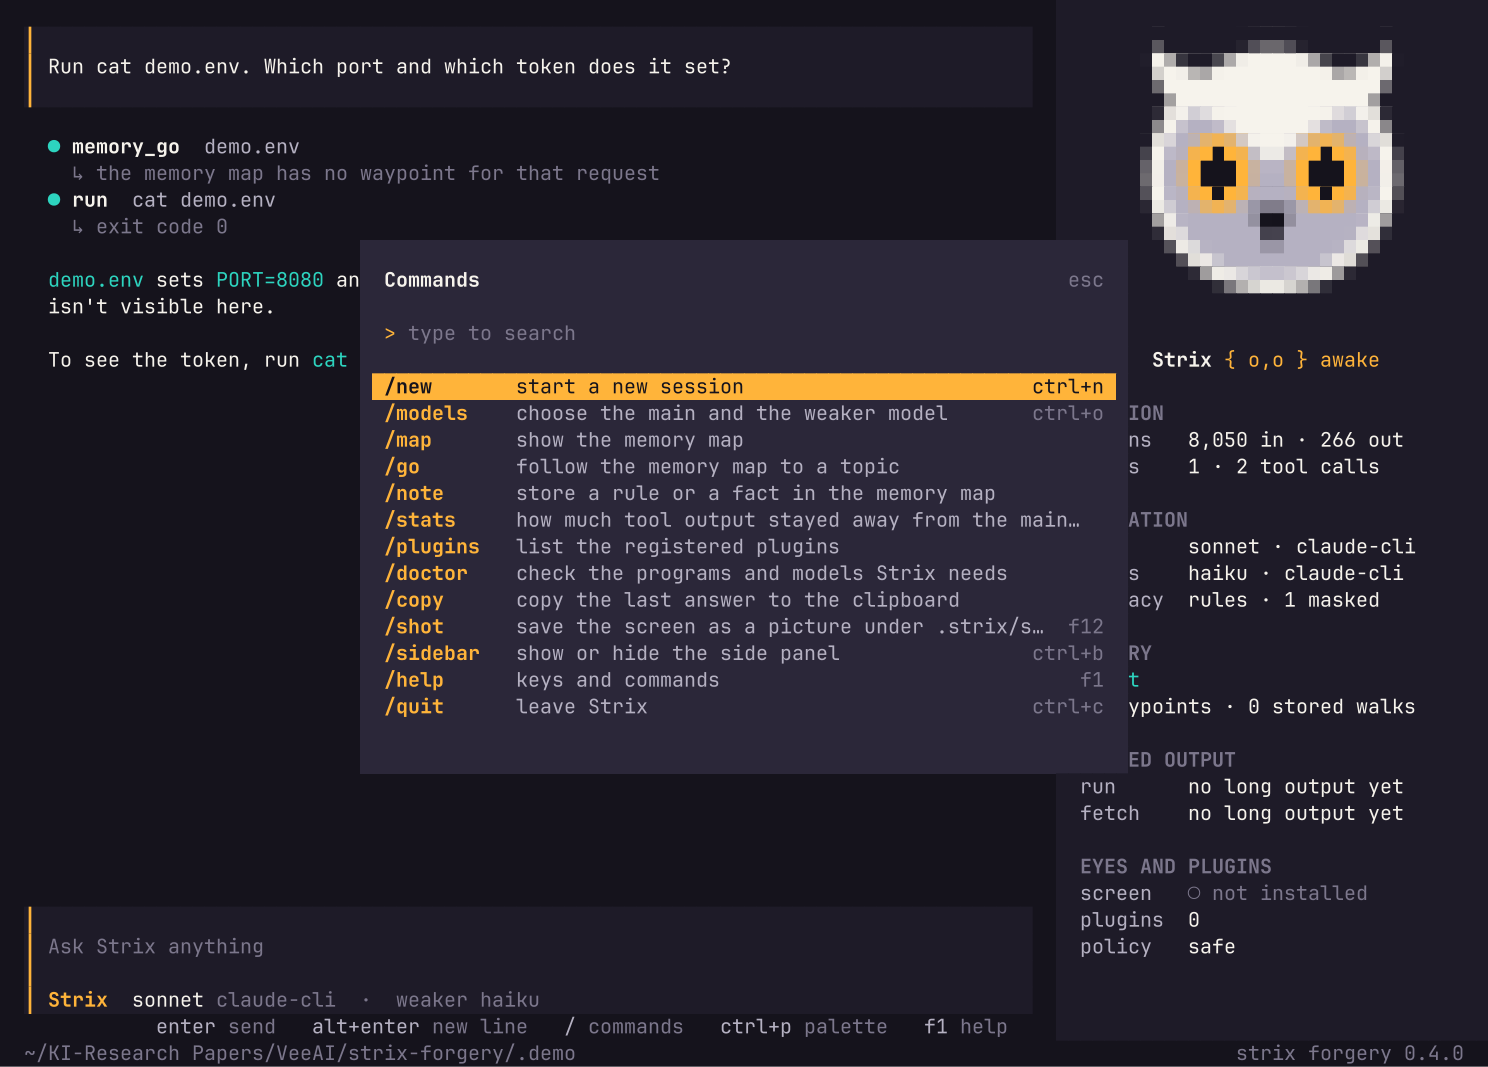 Run cat demo.env. Which port and which token does it set?
memory_go demo.env
↳ the memory map has no waypoint for that request
run cat demo.env
↳ exit code 0
demo.env sets PORT=8080 an
isn't visible here.
To see the token, run cat
Commands esc
> type to search
/new start a new session ctrl+n
/models choose the main and the weaker model ctrl+o
/map show the memory map
/go follow the memory map to a topic
/note store a rule or a fact in the memory map
/stats how much tool output stayed away from the main…
/plugins list the registered plugins
/doctor check the programs and models Strix needs
/copy copy the last answer to the clipboard
/shot save the screen as a picture under .strix/s… f12
/sidebar show or hide the side panel ctrl+b
/help keys and commands f1
/quit leave Strix ctrl+c
Strix { o,o } awake
ION
ns 8,050 in · 266 out
s 1 · 2 tool calls
ATION
sonnet · claude-cli
s haiku · claude-cli
acy rules · 1 masked
RY
t
ypoints · 0 stored walks
ED OUTPUT
run no long output yet
fetch no long output yet
EYES AND PLUGINS
screen ○ not installed
plugins 0
policy safe
Ask Strix anything
Strix sonnet claude-cli · weaker haiku
enter send alt+enter new line / commands ctrl+p palette f1 help
~/KI-Research Papers/VeeAI/strix-forgery/.demo strix forgery 0.4.0